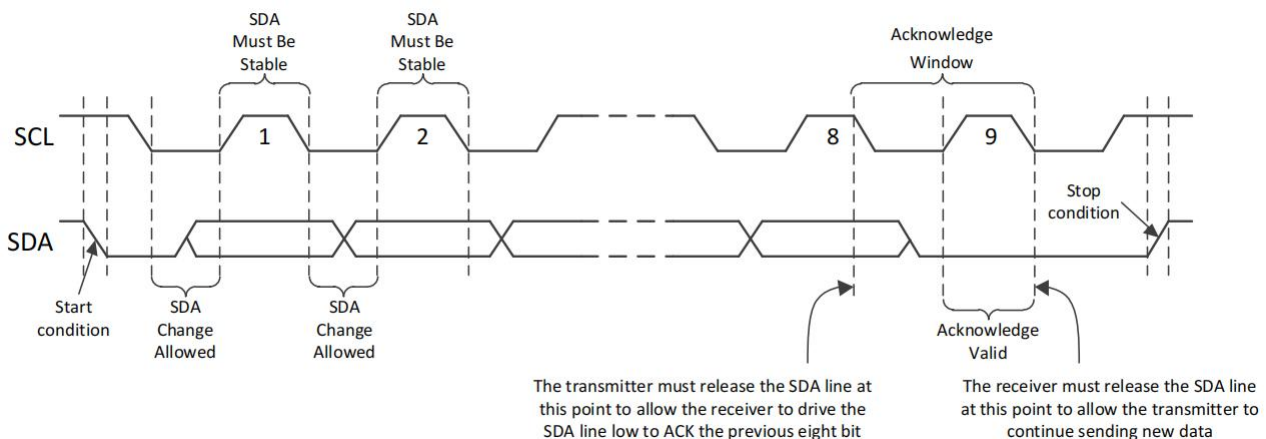 SDA
Must Be
Stable
SDA
Must Be
Stable
Acknowledge
Window
SCL
1
2
8
9
Stop
condition
SDA
Start
condition
SDA
Change
Allowed
SDA
Change
Allowed
Acknowledge
Valid
The transmitter must release the SDA line at
this point to allow the receiver to drive the
SDA line low to ACK the previous eight bit
The receiver must release the SDA line
at this point to allow the transmitter to
continue sending new data